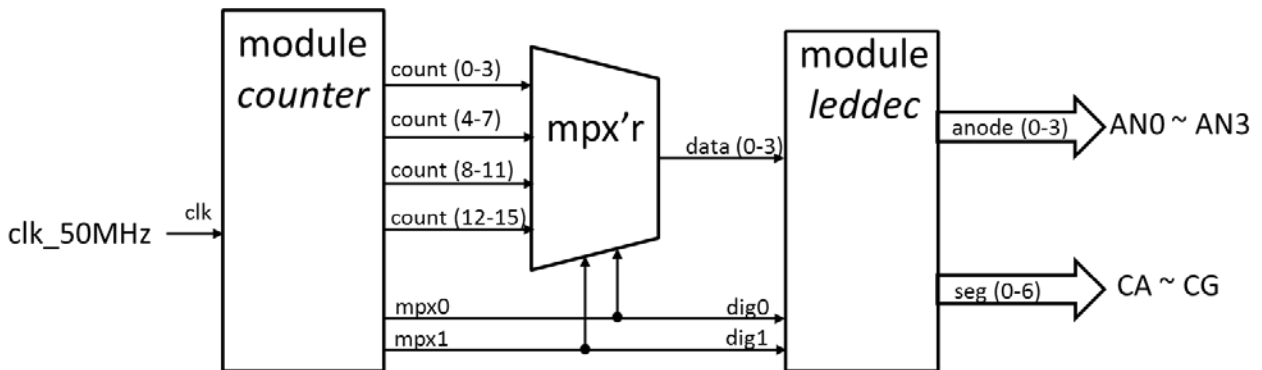 module
counter
clk_50MHz
clk
count (0-3)
count (4-7)
count (8-11)
count (12-15)
mpx0
mpx1
mpx’r
data (0-3)
dig0
dig1
module
leddec
anode (0-3)
AN0 ~ AN3
seg (0-6)
CA ~ CG